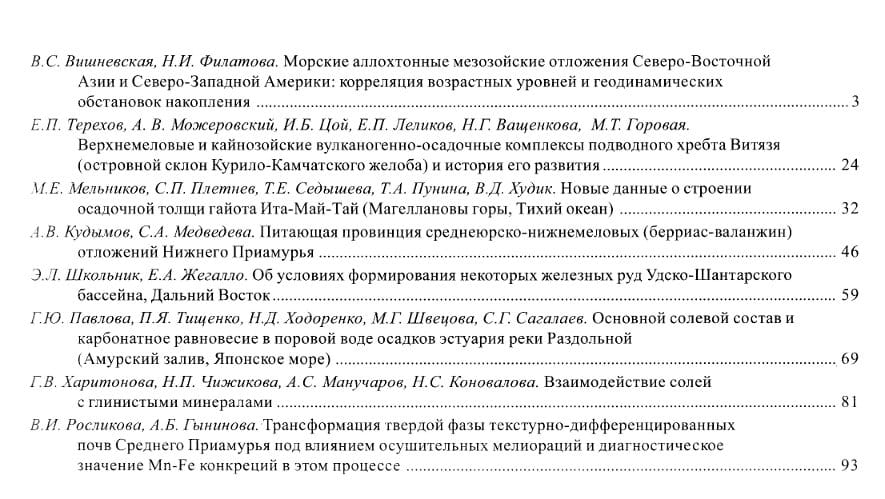 В.С. Вишневская, Н.И. Филатова. Морские аллохтонные мезозойские отложения Северо-Восточной
Азии и Северо-Западной Америки: корреляция возрастных уровней и геодинамических
обстановок накопления ........ 3
Е.П. Терехов, А. В. Можеровский, И.Б. Цой, Е.П. Леликов, Н.Г. Ващенкова, М.Т. Горовая.
Верхнемеловые и кайнозойские вулканогенно-осадочные комплексы подводного хребта Витязя
(островной склон Курило-Камчатского желоба) и история его развития ........ 24
М.Е. Мельников, С.П. Плетнев, Т.Е. Седышева, Т.А. Пунина, В.Д. Худик. Новые данные о строении
осадочной толщи гайота Ита-Май-Тай (Магеллановы горы, Тихий океан) ........ 32
А.В. Кудымов, С.А. Медведева. Питающая провинция среднеюрско-нижнемеловых (берриас-валанжин)
отложений Нижнего Приамурья ........ 46
Э.Л. Школьник, Е.А. Жегалло. Об условиях формирования некоторых железных руд Удско-Шантарского
бассейна, Дальний Восток ........ 59
Г.Ю. Павлова, П.Я. Тищенко, Н.Д. Ходоренко, М.Г. Швецова, С.Г. Сагалаев. Основной солевой состав и
карбонатное равновесие в поровой воде осадков эстуария реки Раздольной
(Амурский залив, Японское море) ........ 69
Г.В. Харитонова, Н.П. Чижикова, А.С. Манучаров, Н.С. Коновалова. Взаимодействие солей
с глинистыми минералами ........ 81
В.И. Росликова, А.Б. Гынинова. Трансформация твердой фазы текстурно-дифференцированных
почв Среднего Приамурья под влиянием осушительных мелиораций и диагностическое
значение Mn-Fe конкреций в этом процессе ........ 93